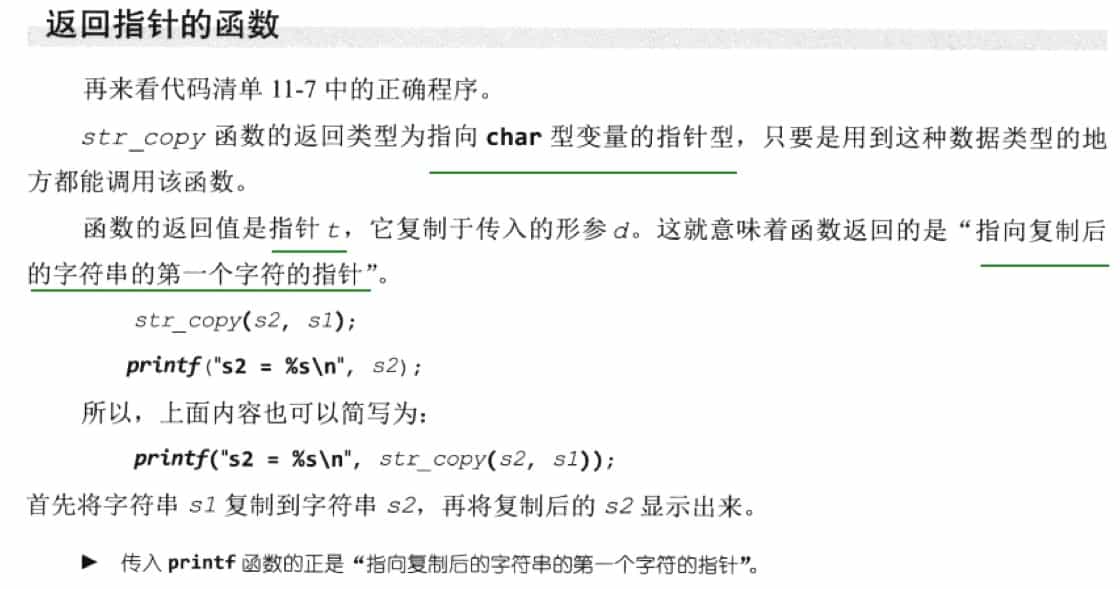 返回指针的函数
再来看代码清单 11-7 中的正确程序。
str_copy 函数的返回类型为指向 char 型变量的指针型，只要是用到这种数据类型的地
方都能调用该函数。
函数的返回值是指针 t，它复制于传入的形参 d。这就意味着函数返回的是“指向复制后
的字符串的第一个字符的指针”。
str_copy(s2, s1);
printf("s2 = %s\n", s2);
所以，上面内容也可以简写为：
printf("s2 = %s\n", str_copy(s2, s1));
首先将字符串 s1 复制到字符串 s2，再将复制后的 s2 显示出来。
▶ 传入 printf 函数的正是“指向复制后的字符串的第一个字符的指针”。